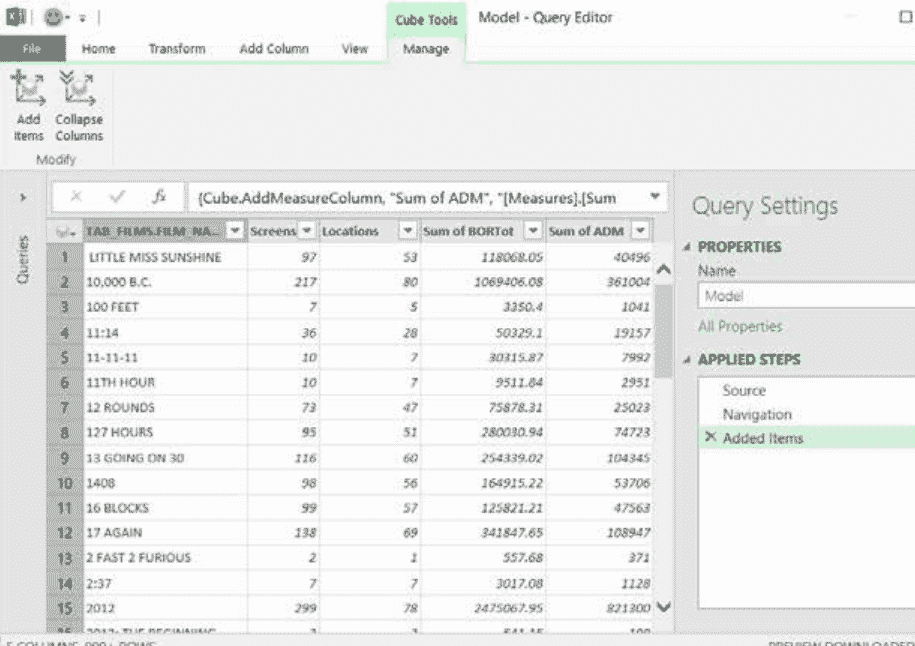 Cube Tools Model - Query Editor
File Home Transform Add Column View Manage
Add Items
Collapse Columns
Modify
{Cube.AddMeasureColumn, "Sum of ADM", "[Measures].[Sum
Queries
TAB_FILMS.FILM_NA... Screens Locations Sum of BORTot Sum of ADM
1 LITTLE MISS SUNSHINE 97 53 118068.05 40496
2 10,000 B.C. 217 80 1069406.08 361004
3 100 FEET 7 5 3350.4 1041
4 11:14 36 28 50329.1 19157
5 11-11-11 10 7 30315.87 7992
6 11TH HOUR 10 7 9511.84 2951
7 12 ROUNDS 73 47 75878.31 25023
8 127 HOURS 95 51 280030.94 74723
9 13 GOING ON 30 116 60 254339.02 104345
10 1408 98 56 164915.22 53706
11 16 BLOCKS 99 57 125821.21 47563
12 17 AGAIN 138 69 341847.65 108947
13 2 FAST 2 FURIOUS 2 1 557.68 371
14 2:37 7 7 3017.08 1128
15 2012 299 78 2475067.95 821300
Query Settings
PROPERTIES
Name
Model
All Properties
APPLIED STEPS
Source
Navigation
Added Items